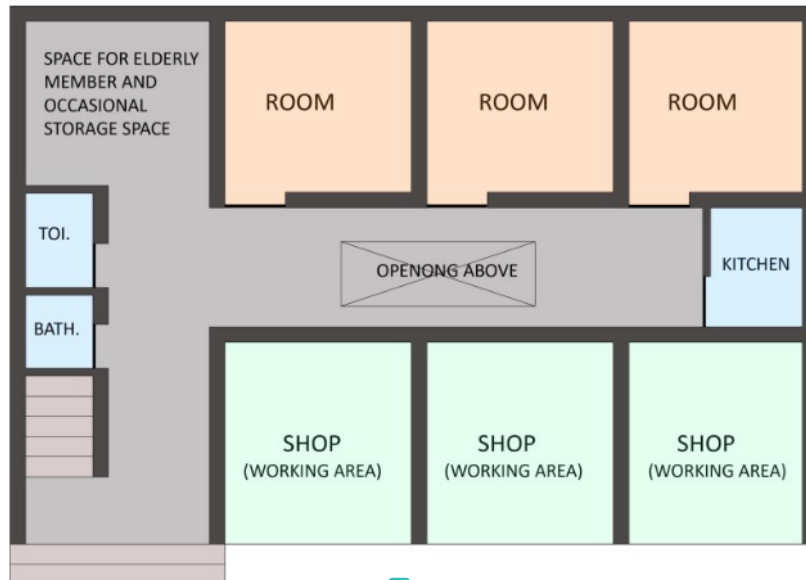 SPACE FOR ELDERLY
MEMBER AND
OCCASIONAL
STORAGE SPACE
ROOM
ROOM
ROOM
TOI.
OPENONG ABOVE
KITCHEN
BATH.
SHOP
(WORKING AREA)
SHOP
(WORKING AREA)
SHOP
(WORKING AREA)